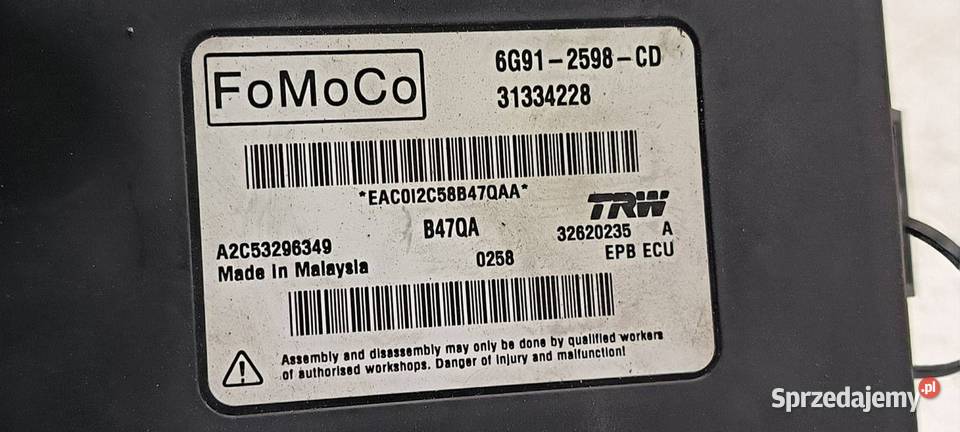 FoMoCo
6G91-2598-CD
31334228
*EAC0I2C58B47QAA*
TRW
B47QA
32620235 A
A2C53296349
0258
EPB ECU
Made in Malaysia
Assembly and disassembly may only be done by qualified workers
of authorised workshops. Danger of injury and malfunction!
Sprzedajemy.pl